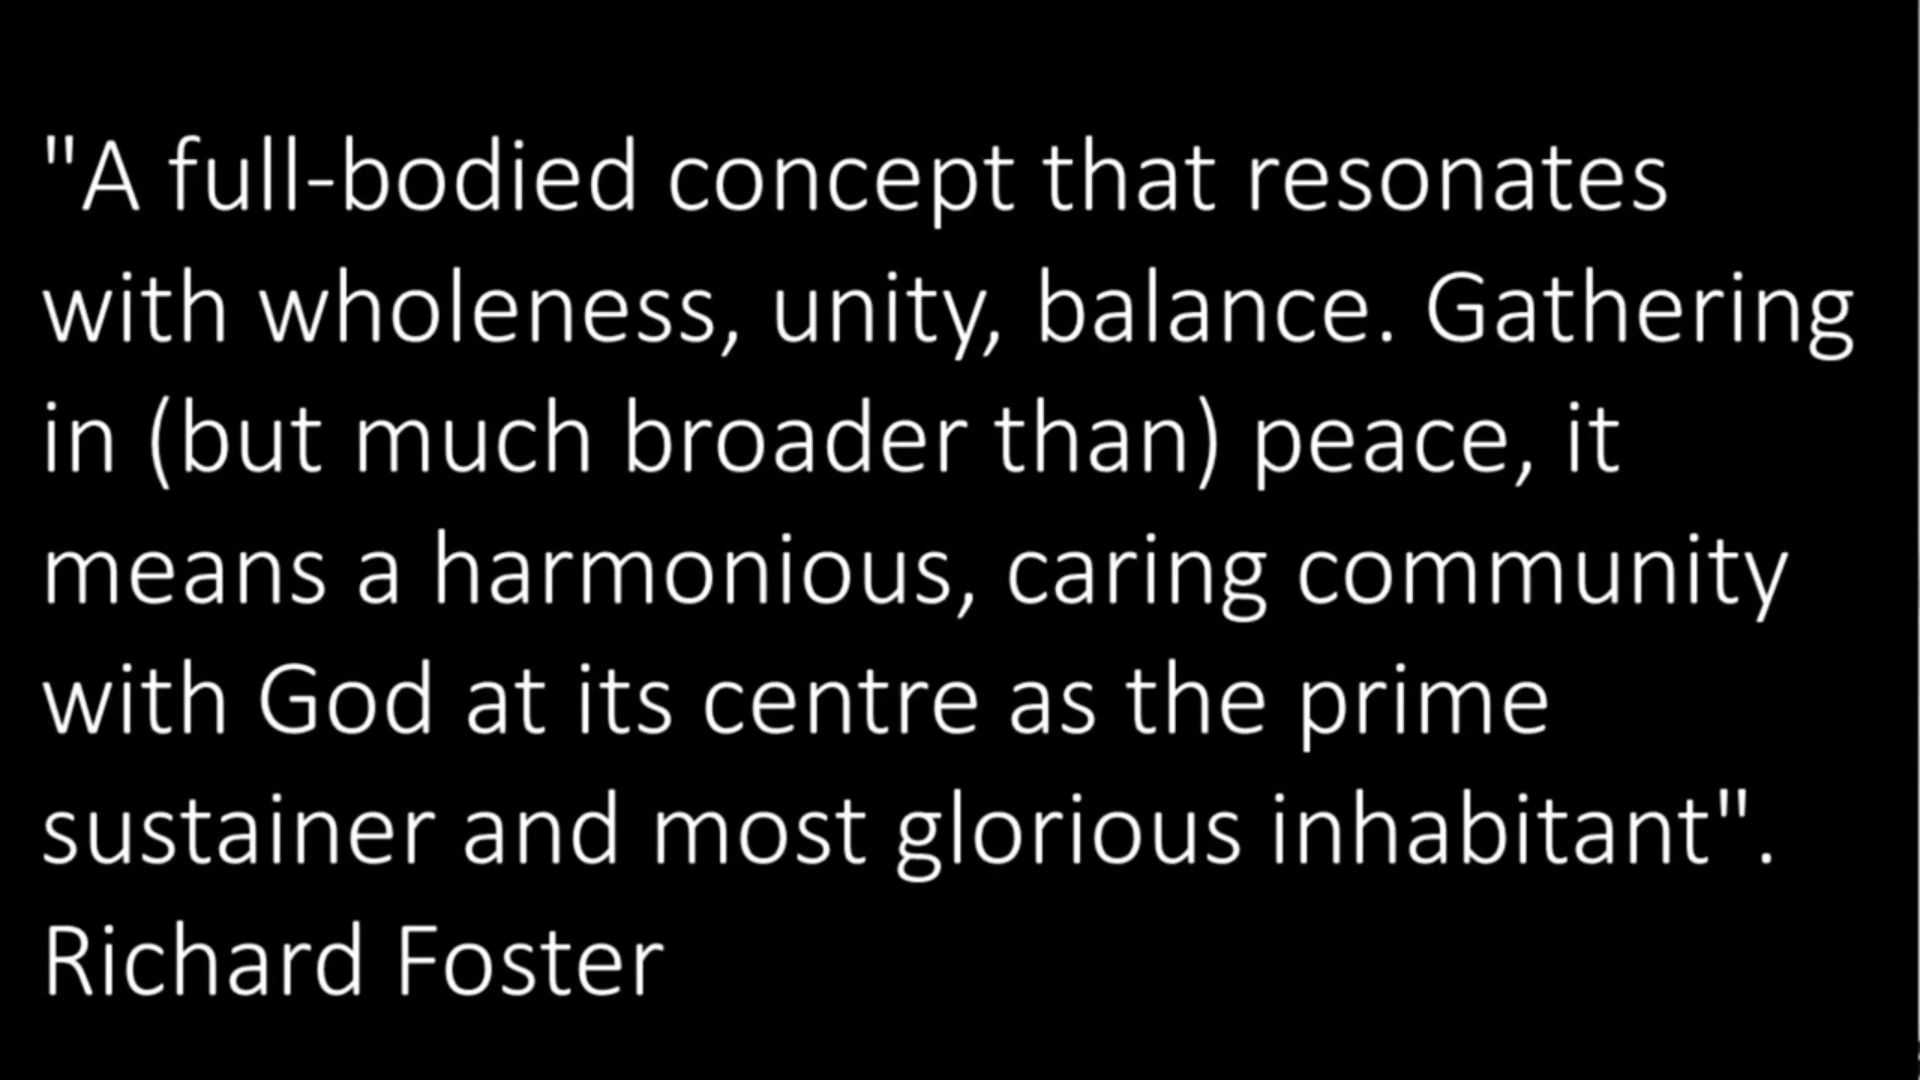 "A full-bodied concept that resonates
with wholeness, unity, balance. Gathering
in (but much broader than) peace, it
means a harmonious, caring community
with God at its centre as the prime
sustainer and most glorious inhabitant".
Richard Foster